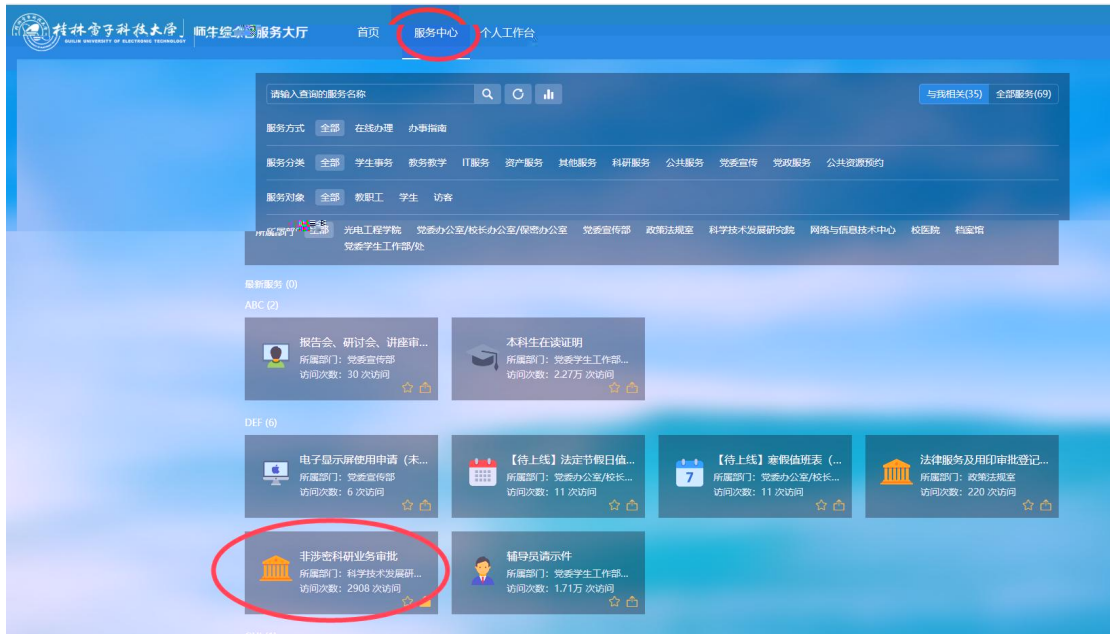 桂林电子科技大学 师生综合服务大厅 首页 服务中心 个人工作台
GUILIN UNIVERSITY OF ELECTRONIC TECHNOLOGY
请输入查询的服务名称 与我相关(35) 全部服务(69)
服务方式 全部 在线办理 办事指南
服务分类 全部 学生事务 教务教学 IT服务 资产服务 其他服务 科研服务 公共服务 党委宣传 党政服务 公共资源预约
服务对象 全部 教职工 学生 访客
所属部门 全部 光电工程学院 党委办公室/校长办公室/保密办公室 党委宣传部 政策法规室 科学技术发展研究院 网络与信息技术中心 校医院 档案馆
党委学生工作部/处
最新服务 (0)
ABC (2)
报告会、研讨会、讲座审... 本科生在读证明
所属部门：党委宣传部 所属部门：党委学生工作部...
访问次数：30 次访问 访问次数：2.27万 次访问
DEF (6)
电子显示屏使用申请（未... 【待上线】法定节假日值... 【待上线】寒假值班表（... 法律服务及用印审批登记...
所属部门：党委宣传部 所属部门：党委办公室/校长... 所属部门：党委办公室/校长... 所属部门：政策法规室
访问次数：6 次访问 访问次数：11 次访问 7 访问次数：11 次访问 访问次数：220 次访问
非涉密科研业务审批 辅导员请示件
所属部门：科学技术发展研... 所属部门：党委学生工作部...
访问次数：2908 次访问 访问次数：1.71万 次访问